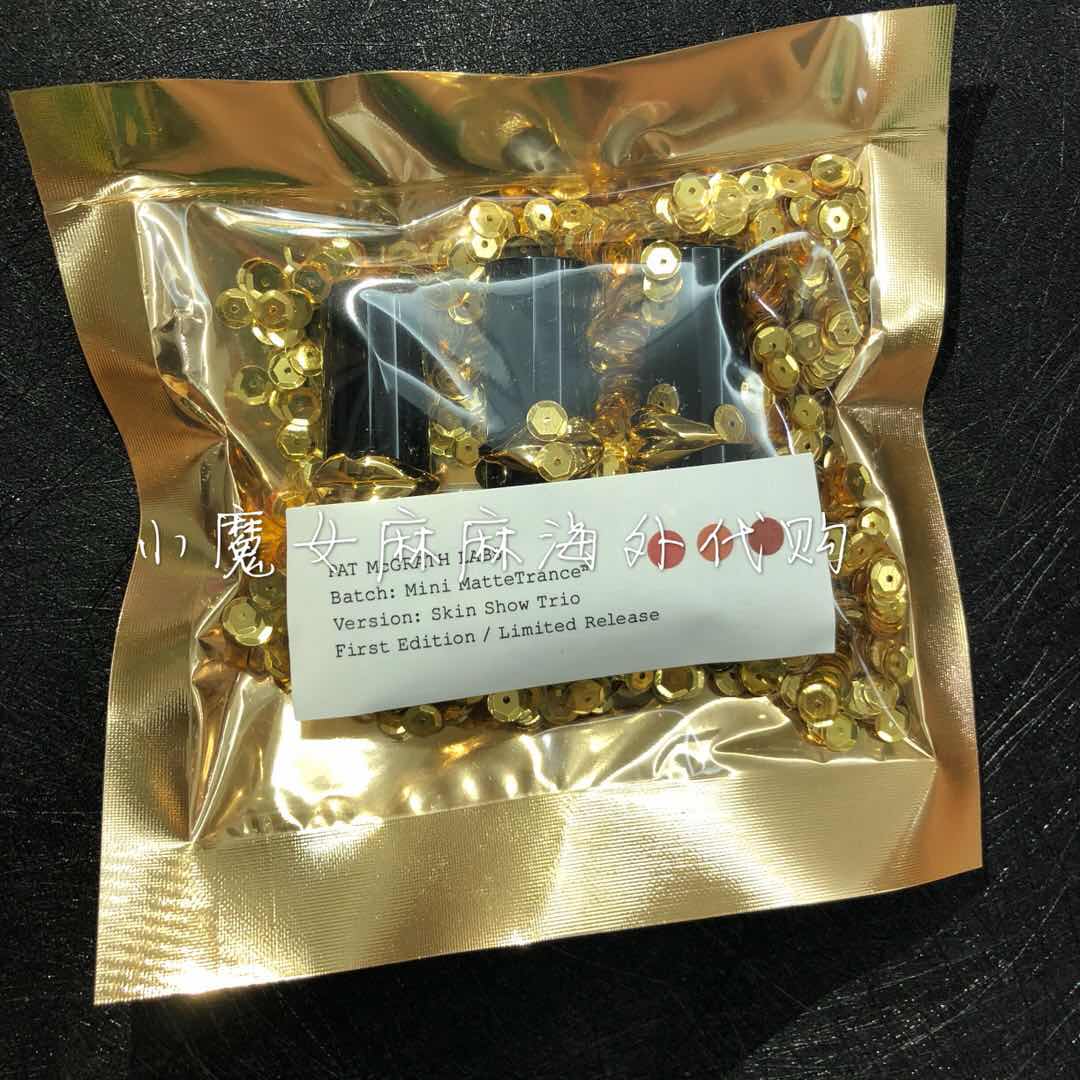 小魔女麻麻海外代购
PAT McGRATH LABS
Batch: Mini MatteTrance™
Version: Skin Show Trio
First Edition / Limited Release